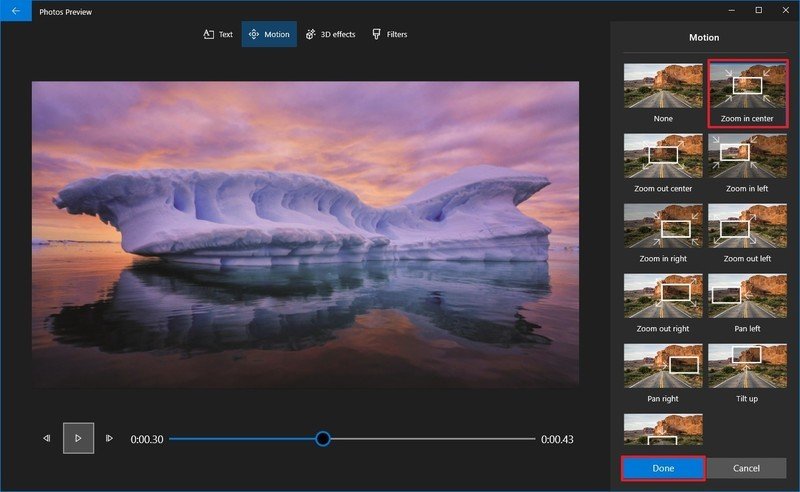 Photos Preview
Text Motion 3D effects Filters
Motion
None Zoom in center
Zoom out center Zoom in left
Zoom in right Zoom out left
Zoom out right Pan left
Pan right Tilt up
0:00.30 0:00.43
Done Cancel